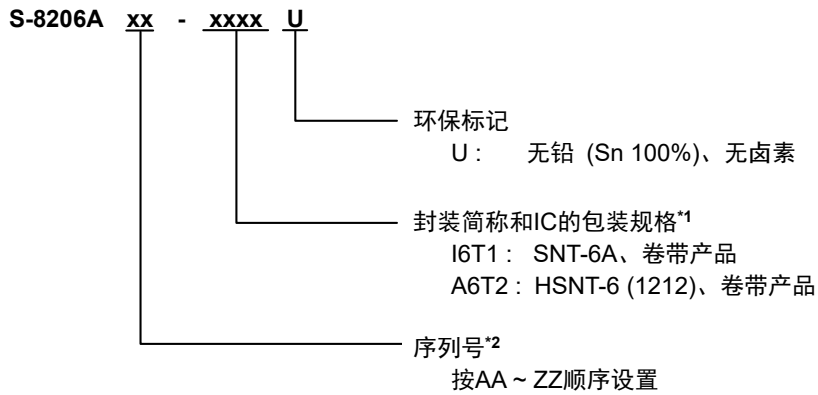 S-8206A xx - xxxx U
环保标记
U : 无铅 (Sn 100%)、无卤素
封装简称和IC的包装规格*1
I6T1 : SNT-6A、卷带产品
A6T2 : HSNT-6 (1212)、卷带产品
序列号*2
按AA ~ ZZ顺序设置